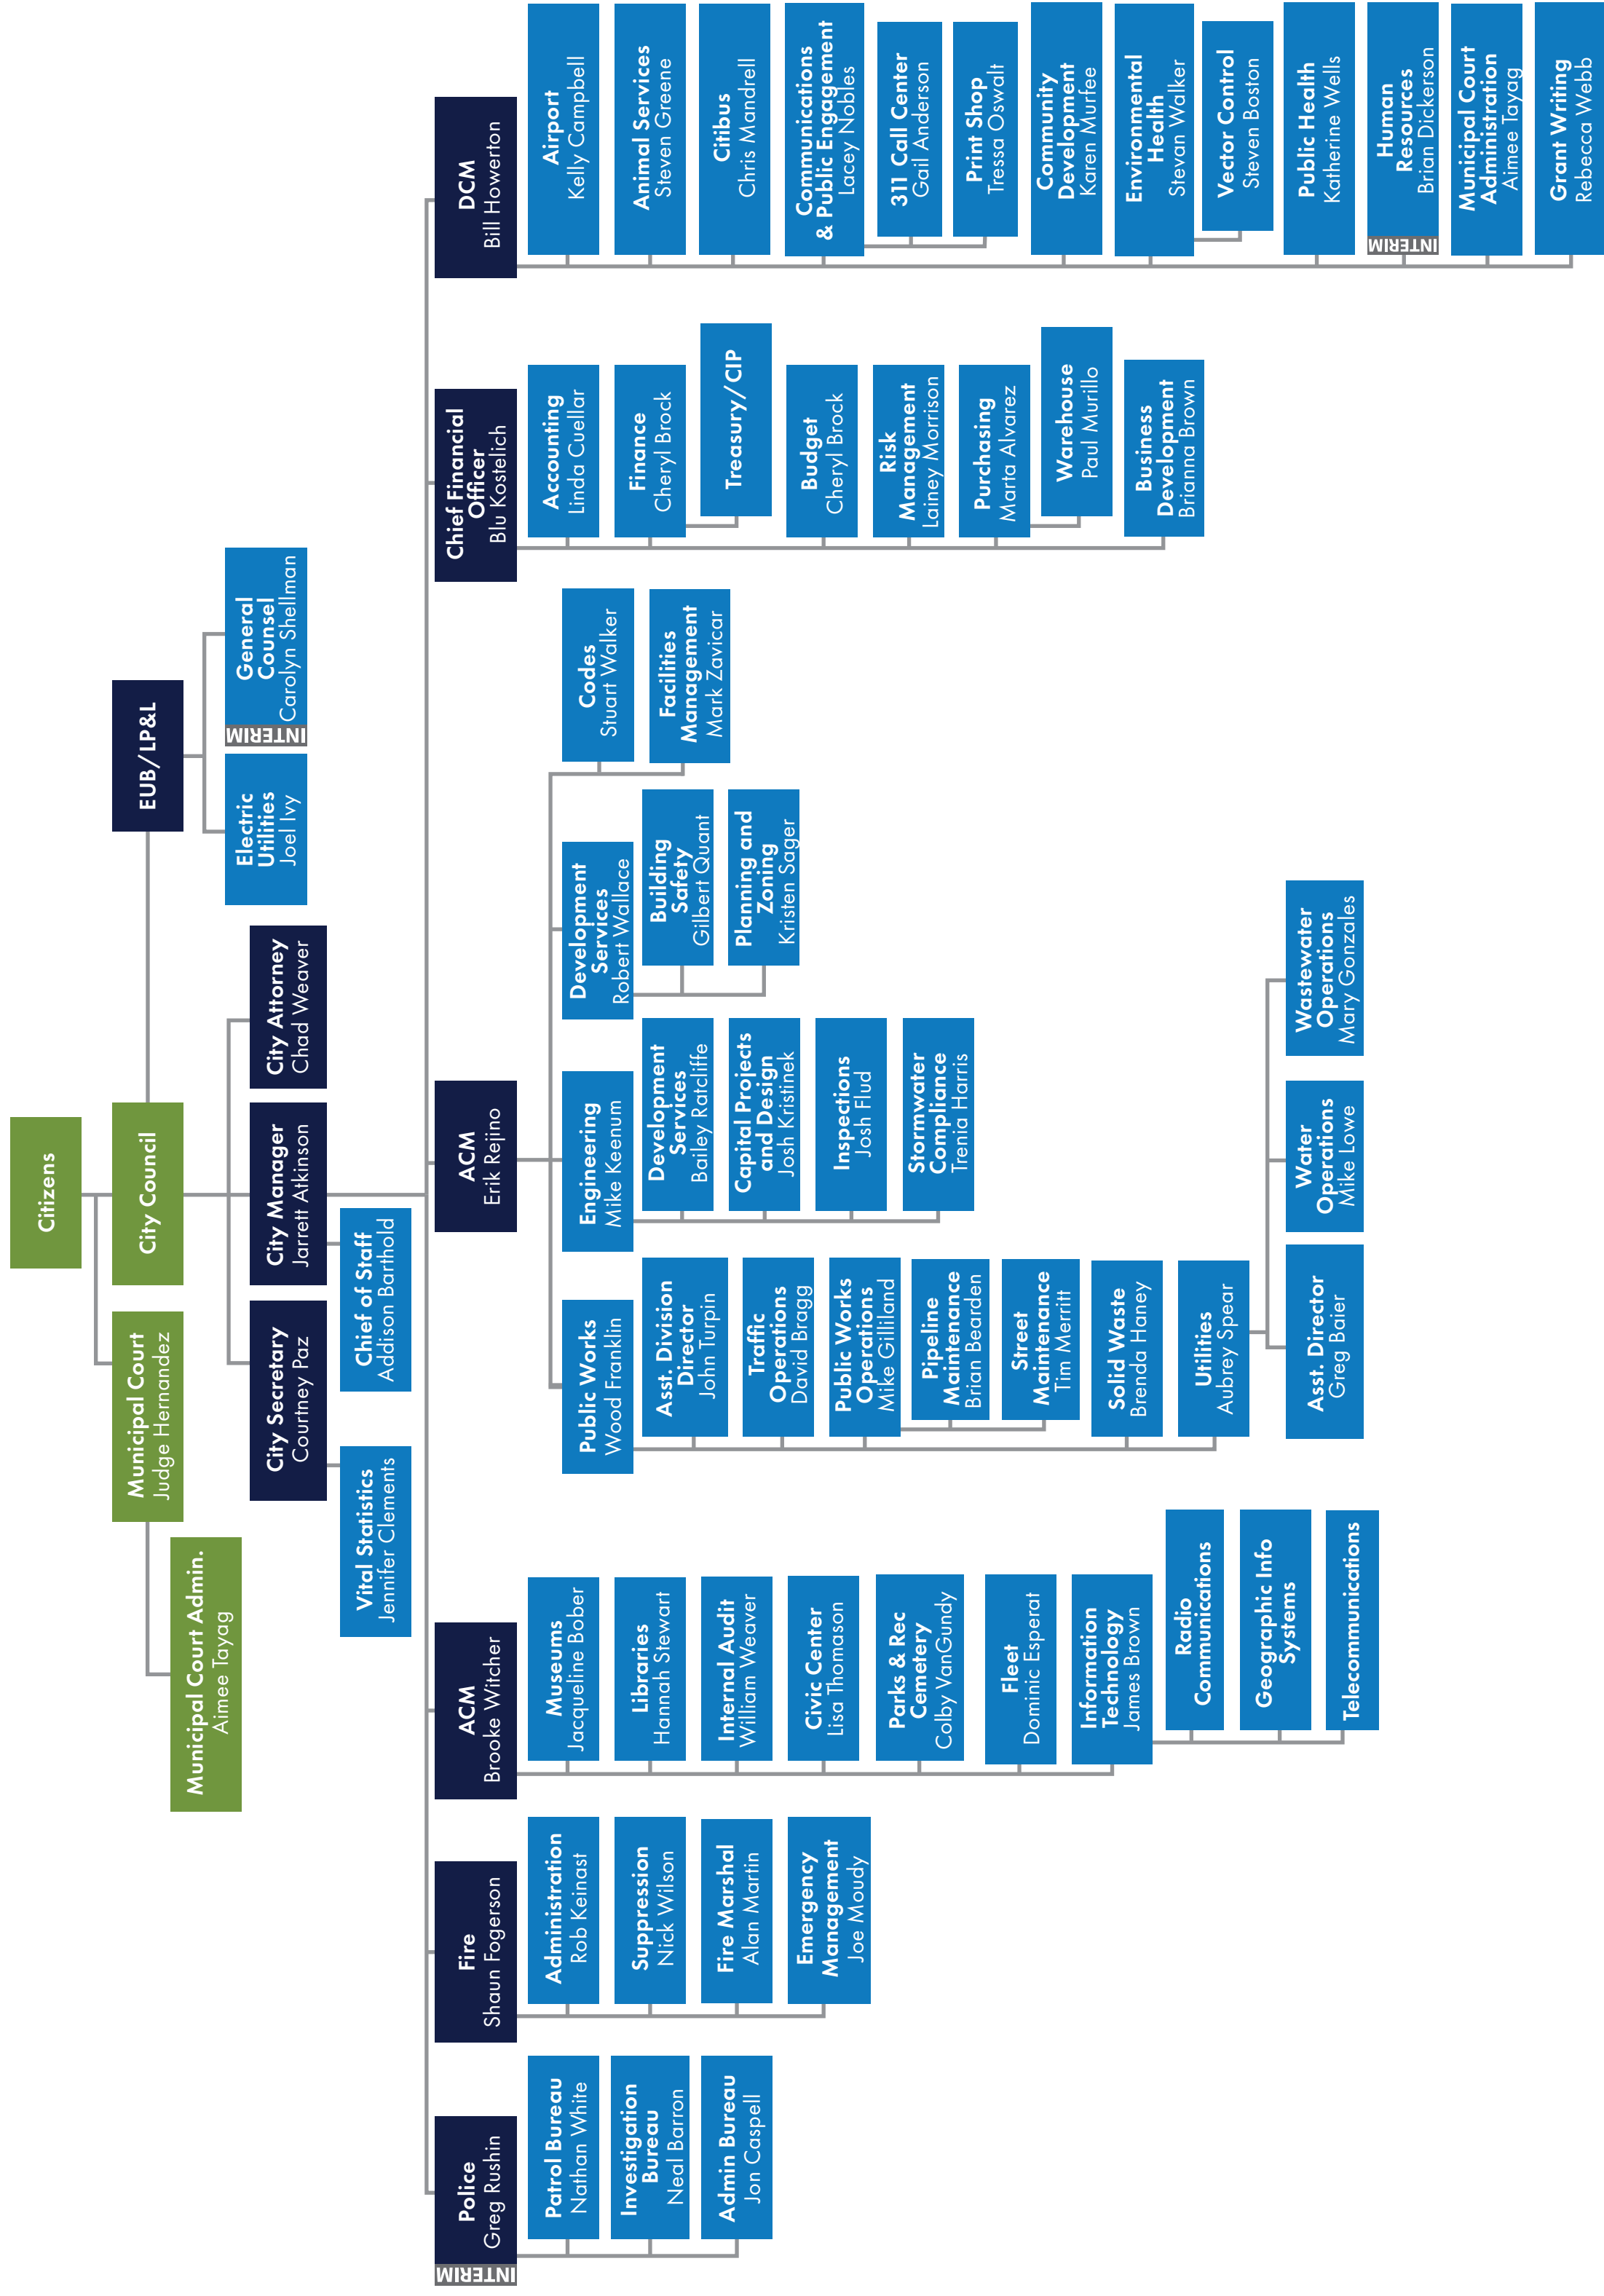 Citizens
Municipal Court
Judge Hernandez
City Council
EUB/LP&L
Municipal Court Admin.
Aimee Tayag
Electric
Utilities
Joel Ivy
INTERIM
General
Counsel
Carolyn Shellman
City Secretary
Courtney Paz
City Manager
Jarrett Atkinson
City Attorney
Chad Weaver
Vital Statistics
Jennifer Clements
Chief of Staff
Addison Barthold
INTERIM
Police
Greg Rushin
Patrol Bureau
Nathan White
Investigation
Bureau
Neal Barron
Admin Bureau
Jon Caspell
Fire
Shaun Fogerson
Administration
Rob Keinast
Suppression
Nick Wilson
Fire Marshal
Alan Martin
Emergency
Management
Joe Moudy
ACM
Brooke Witcher
Museums
Jacqueline Bober
Libraries
Hannah Stewart
Internal Audit
William Weaver
Civic Center
Lisa Thomason
Parks & Rec
Cemetery
Colby VanGundy
Fleet
Dominic Esperat
Information
Technology
James Brown
Radio
Communications
Geographic Info
Systems
Telecommunications
ACM
Erik Rejino
Public Works
Wood Franklin
Asst. Division
Director
John Turpin
Traffic
Operations
David Bragg
Public Works
Operations
Mike Gilliland
Pipeline
Maintenance
Brian Bearden
Street
Maintenance
Tim Merritt
Solid Waste
Brenda Haney
Utilities
Aubrey Spear
Asst. Director
Greg Baier
Water
Operations
Mike Lowe
Wastewater
Operations
Mary Gonzales
Engineering
Mike Keenum
Development
Services
Bailey Ratcliffe
Capital Projects
and Design
Josh Kristinek
Inspections
Josh Flud
Stormwater
Compliance
Trenia Harris
Development
Services
Robert Wallace
Building
Safety
Gilbert Quant
Planning and
Zoning
Kristen Sager
Codes
Stuart Walker
Facilities
Management
Mark Zavicar
Chief Financial
Officer
Blu Kostelich
Accounting
Linda Cuellar
Finance
Cheryl Brock
Treasury/CIP
Budget
Cheryl Brock
Risk
Management
Lainey Morrison
Purchasing
Marta Alvarez
Warehouse
Paul Murillo
Business
Development
Brianna Brown
DCM
Bill Howerton
Airport
Kelly Campbell
Animal Services
Steven Greene
Citibus
Chris Mandrell
Communications
& Public Engagement
Lacey Nobles
311 Call Center
Gail Anderson
Print Shop
Tressa Oswalt
Community
Development
Karen Murfee
Environmental
Health
Stevan Walker
Vector Control
Steven Boston
Public Health
Katherine Wells
INTERIM
Human
Resources
Brian Dickerson
Municipal Court
Administration
Aimee Tayag
Grant Writing
Rebecca Webb